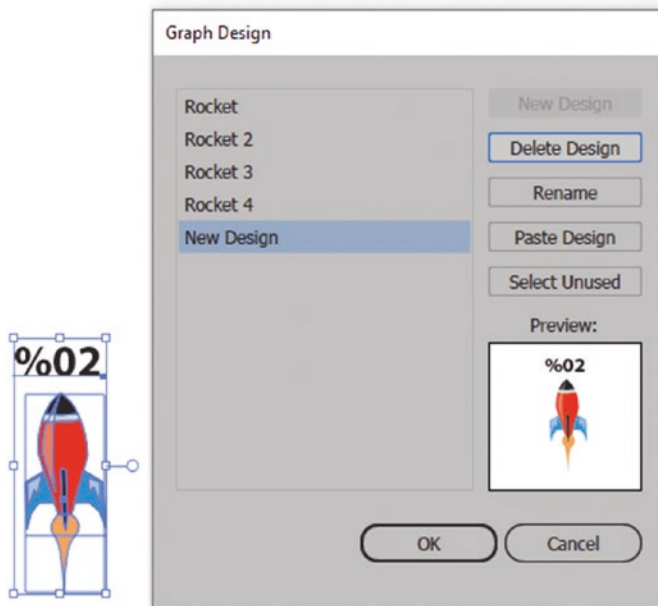 Graph Design
Rocket
Rocket 2
Rocket 3
Rocket 4
New Design
New Design
Delete Design
Rename
Paste Design
Select Unused
Preview:
%02
OK
Cancel
%02